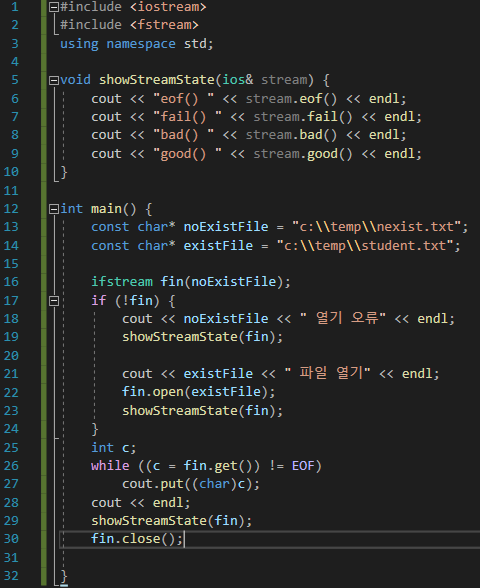 1 #include <iostream>
2 #include <fstream>
3 using namespace std;
4
5 void showStreamState(ios& stream) {
6     cout << "eof() " << stream.eof() << endl;
7     cout << "fail() " << stream.fail() << endl;
8     cout << "bad() " << stream.bad() << endl;
9     cout << "good() " << stream.good() << endl;
10 }
11
12 int main() {
13     const char* noExistFile = "c:\\temp\\nexist.txt";
14     const char* existFile = "c:\\temp\\student.txt";
15
16     ifstream fin(noExistFile);
17     if (!fin) {
18         cout << noExistFile << " 열기 오류" << endl;
19         showStreamState(fin);
20
21         cout << existFile << " 파일 열기" << endl;
22         fin.open(existFile);
23         showStreamState(fin);
24     }
25     int c;
26     while ((c = fin.get()) != EOF)
27         cout.put((char)c);
28     cout << endl;
29     showStreamState(fin);
30     fin.close();
31
32 }